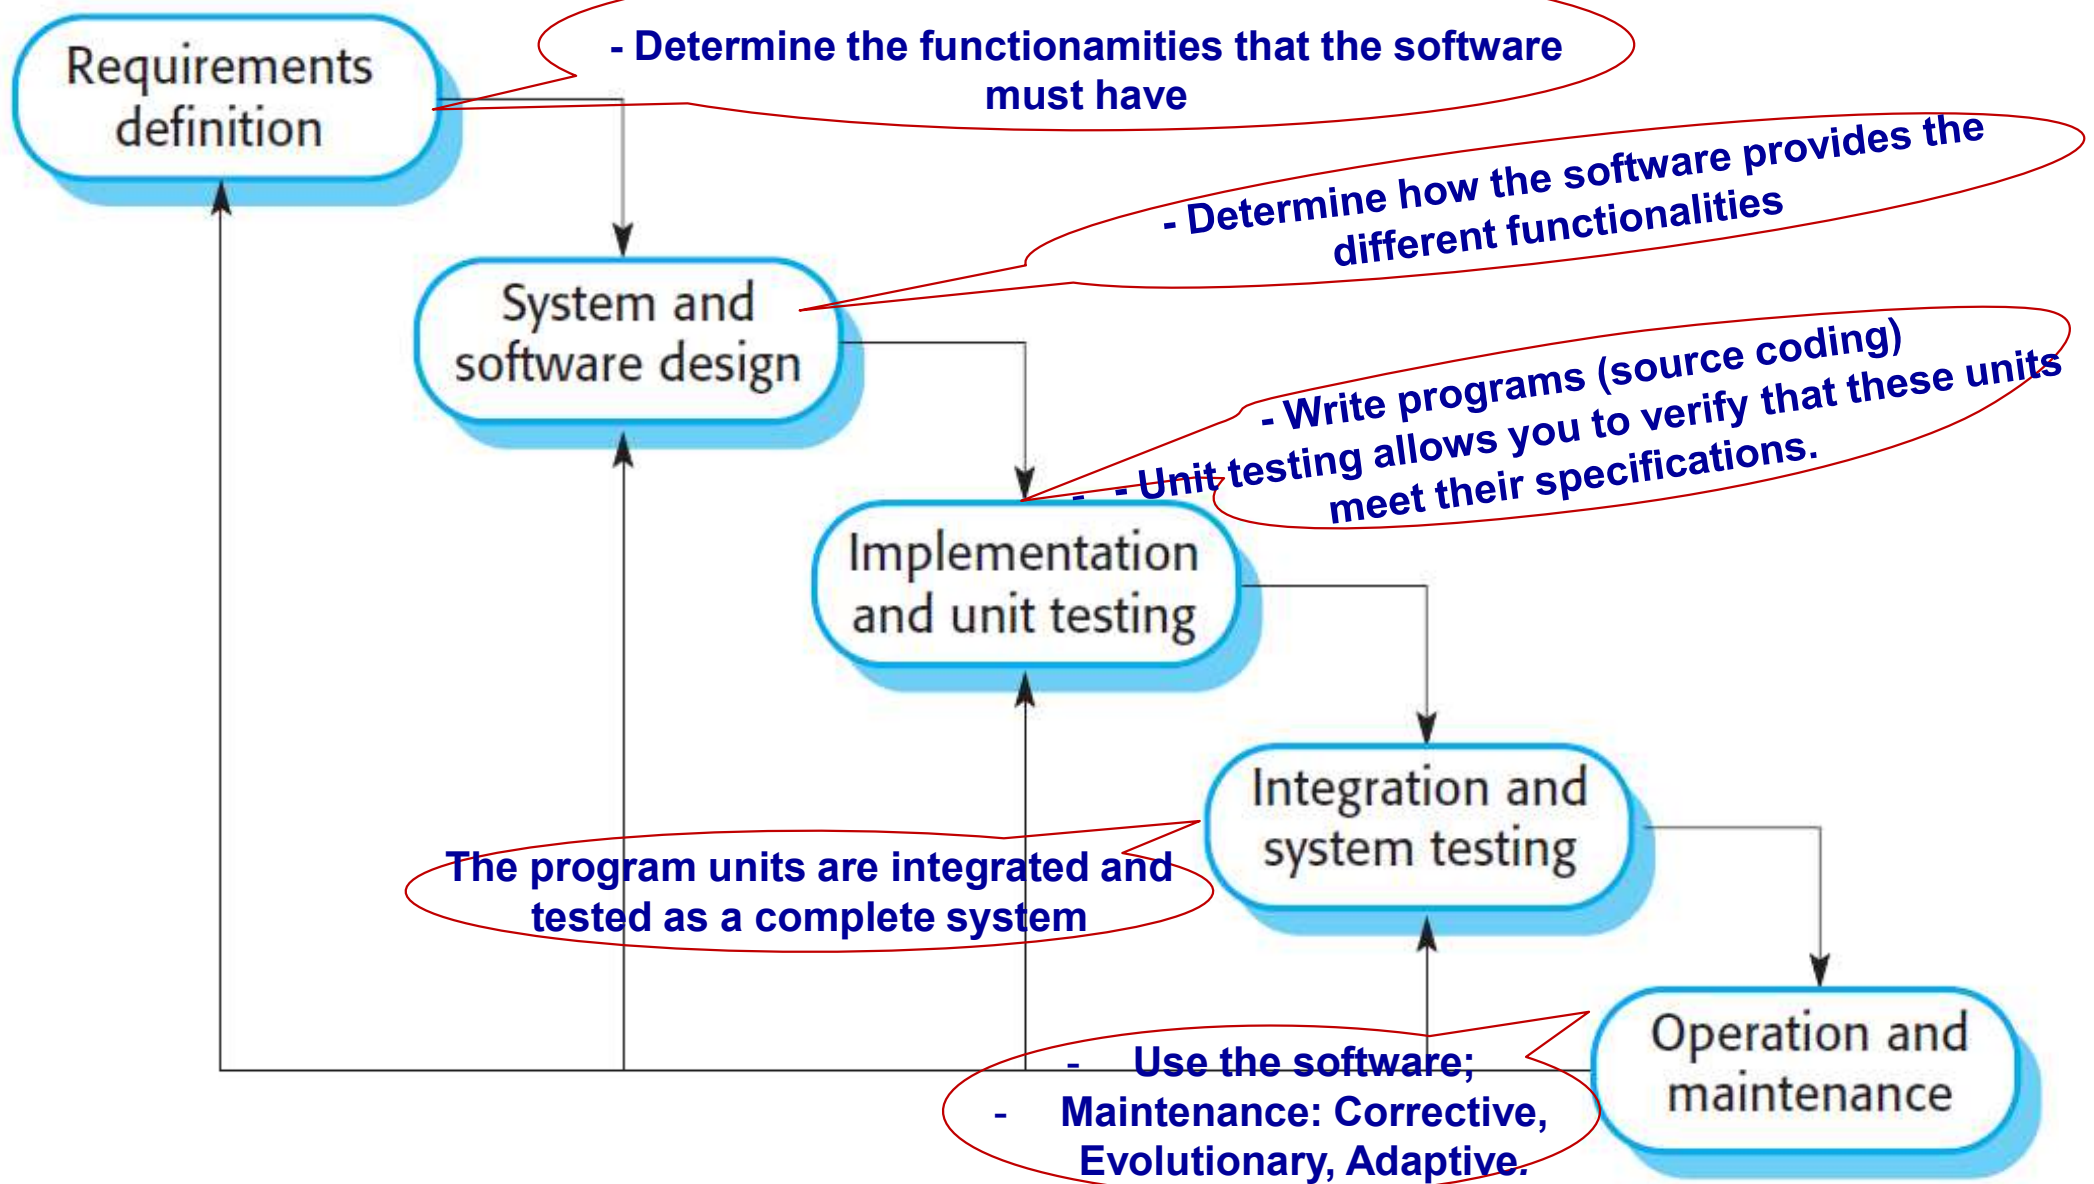 Requirements
definition
- Determine the functionamities that the software
must have
- Determine how the software provides the
different functionalities
System and
software design
- Write programs (source coding)
- - Unit testing allows you to verify that these units
meet their specifications.
Implementation
and unit testing
Integration and
system testing
The program units are integrated and
tested as a complete system
- Use the software;
- Maintenance: Corrective,
Evolutionary, Adaptive.
Operation and
maintenance